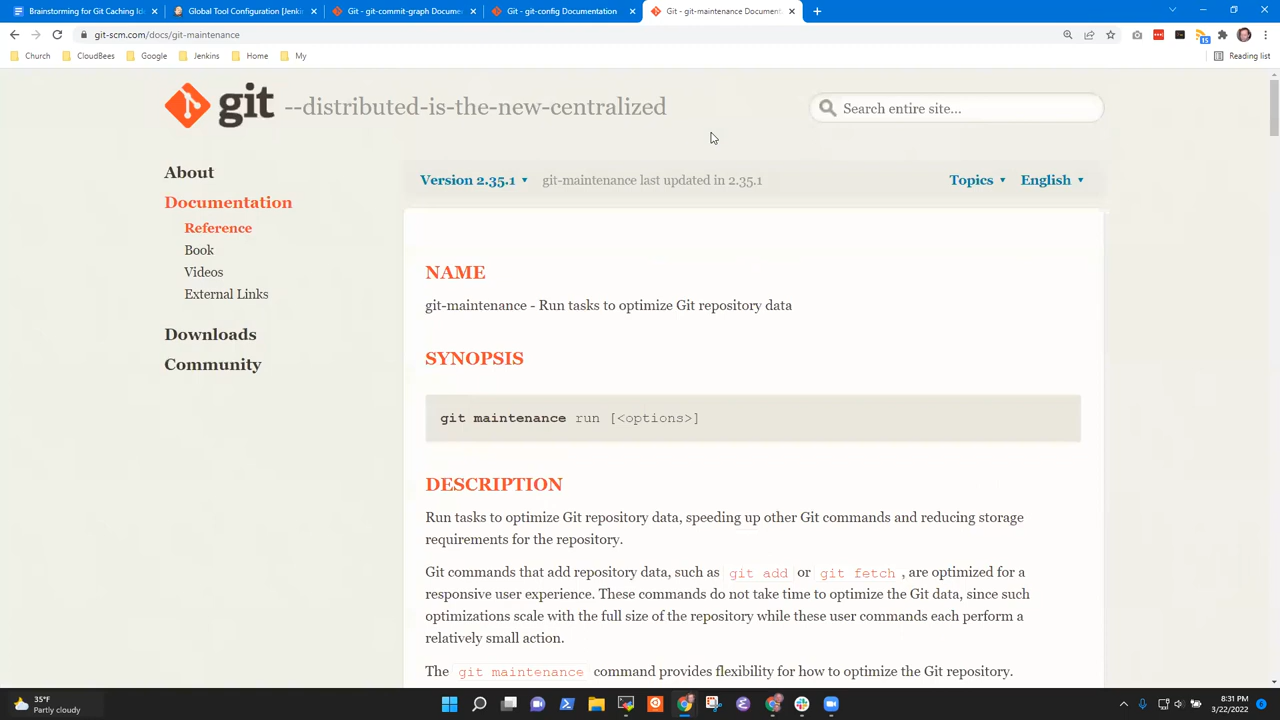 Brainstorming for Git Caching Id
Global Tool Configuration [Jenki
Git - git-commit-graph Documen
Git - git-config Documentation
Git - git-maintenance Document
git-scm.com/docs/git-maintenance
15
Church
CloudBees
Google
Jenkins
Home
My
Reading list
git --distributed-is-the-new-centralized
Search entire site...
About
Documentation
Reference
Book
Videos
External Links
Downloads
Community
Version 2.35.1 ▾ git-maintenance last updated in 2.35.1
Topics ▾ English ▾
NAME
git-maintenance - Run tasks to optimize Git repository data
SYNOPSIS
git maintenance run [<options>]
DESCRIPTION
Run tasks to optimize Git repository data, speeding up other Git commands and reducing storage
requirements for the repository.
Git commands that add repository data, such as git add or git fetch , are optimized for a
responsive user experience. These commands do not take time to optimize the Git data, since such
optimizations scale with the full size of the repository while these user commands each perform a
relatively small action.
The git maintenance command provides flexibility for how to optimize the Git repository.
35°F
Partly cloudy
8:31 PM
3/22/2022